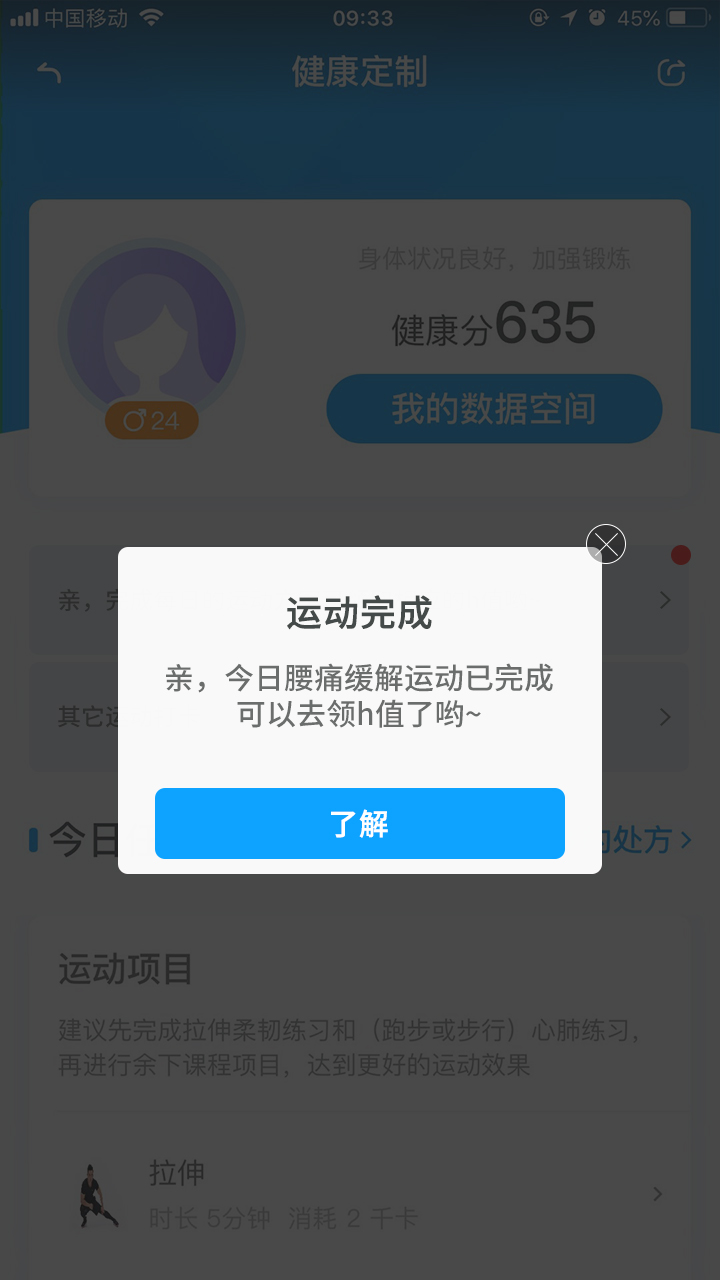 中国移动
09:33
45%
健康定制
身体状况良好，加强锻炼
健康分635
我的数据空间
24
亲，
运动完成
亲，今日腰痛缓解运动已完成
可以去领h值了哟~
其它
了解
今日
处方
运动项目
建议先完成拉伸柔韧练习和（跑步或步行）心肺练习，
再进行余下课程项目，达到更好的运动效果
拉伸
时长 5分钟 消耗 2 千卡